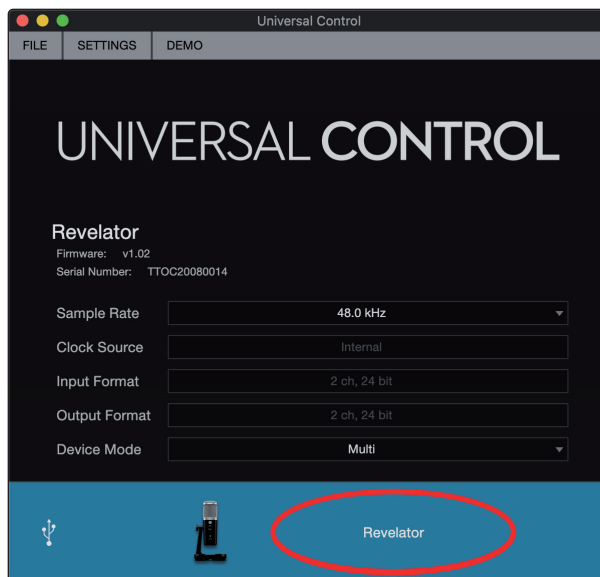 Universal Control
FILE SETTINGS DEMO
UNIVERSAL CONTROL
Revelator
Firmware: v1.02
Serial Number: TTOC20080014
Sample Rate 48.0 kHz
Clock Source Internal
Input Format 2 ch, 24 bit
Output Format 2 ch, 24 bit
Device Mode Multi
Revelator